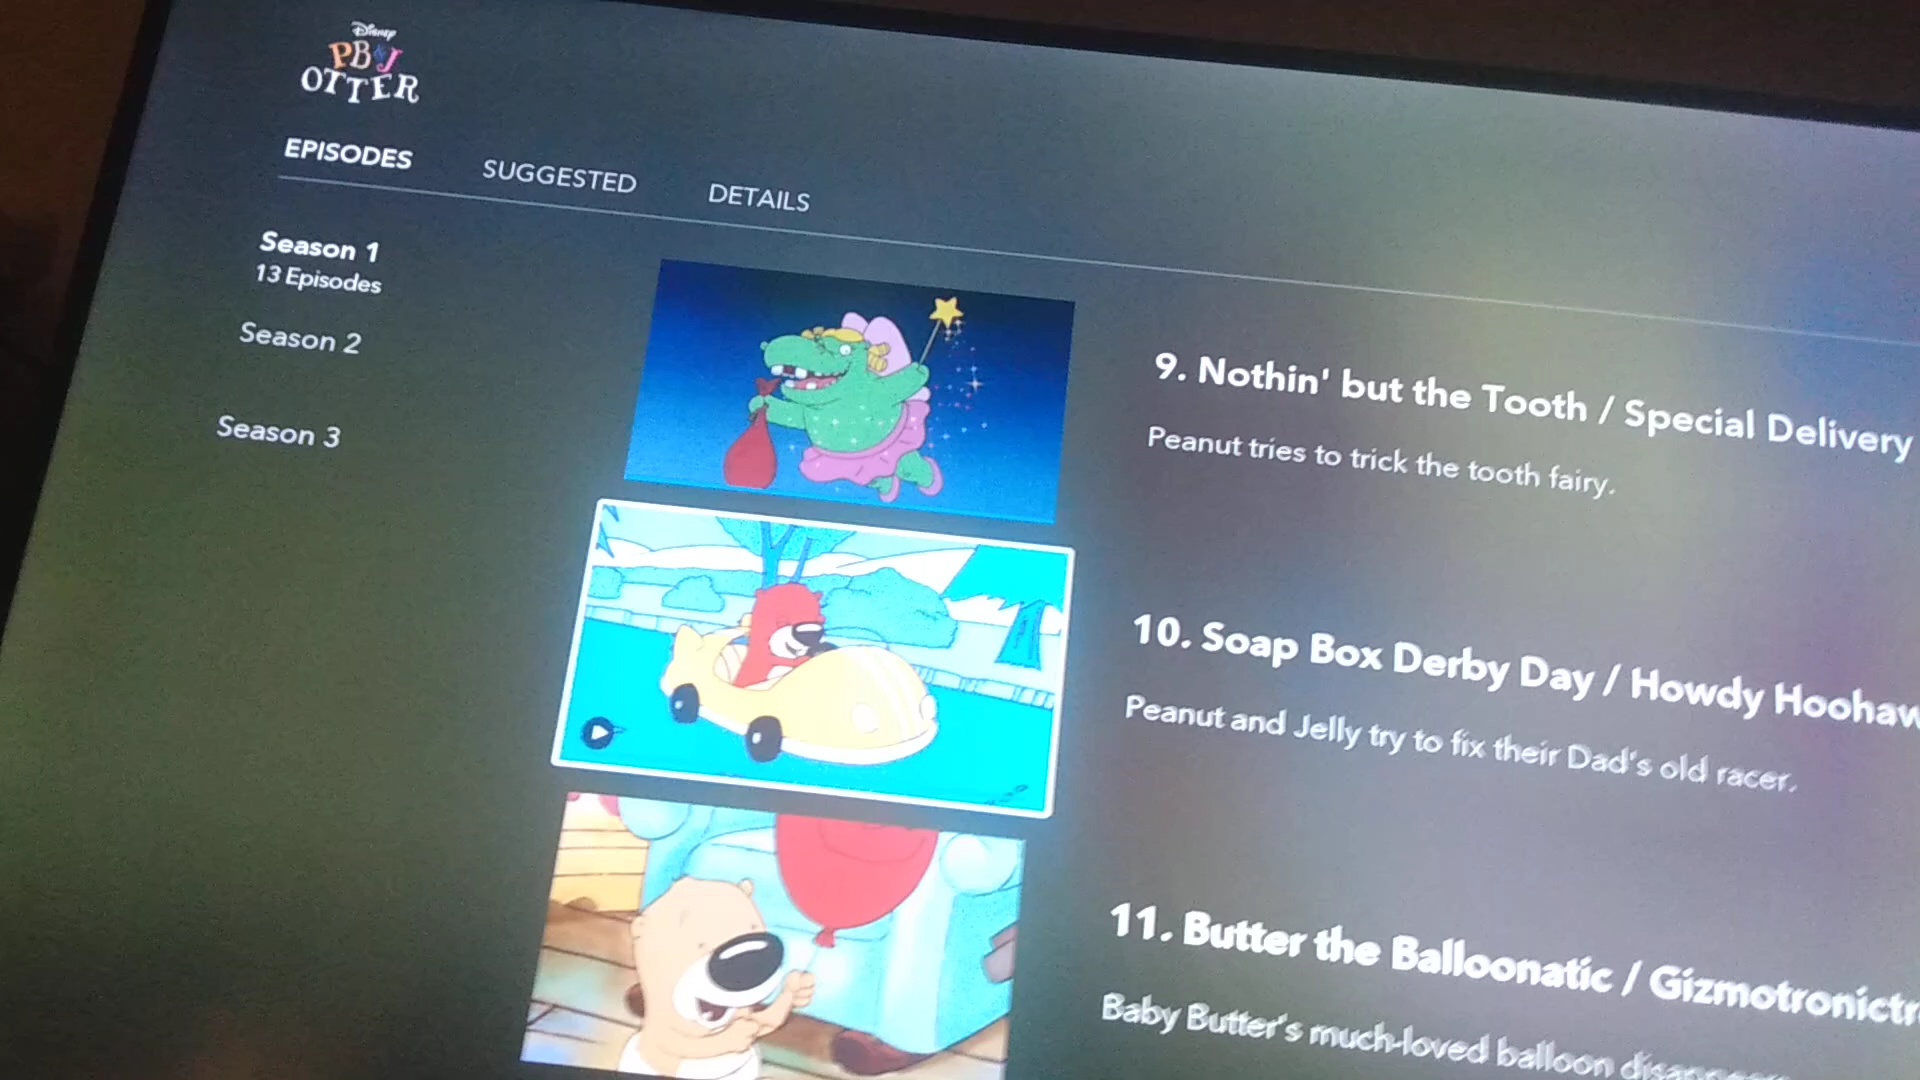 Disney
PB&J
OTTER
EPISODES SUGGESTED DETAILS
Season 1
13 Episodes
Season 2
Season 3
9. Nothin' but the Tooth / Special Delivery
Peanut tries to trick the tooth fairy.
10. Soap Box Derby Day / Howdy
Peanut and Jelly try to fix their Dad's old racer.
11. Butter the Balloonatic /
Baby Butter's much-loved balloon